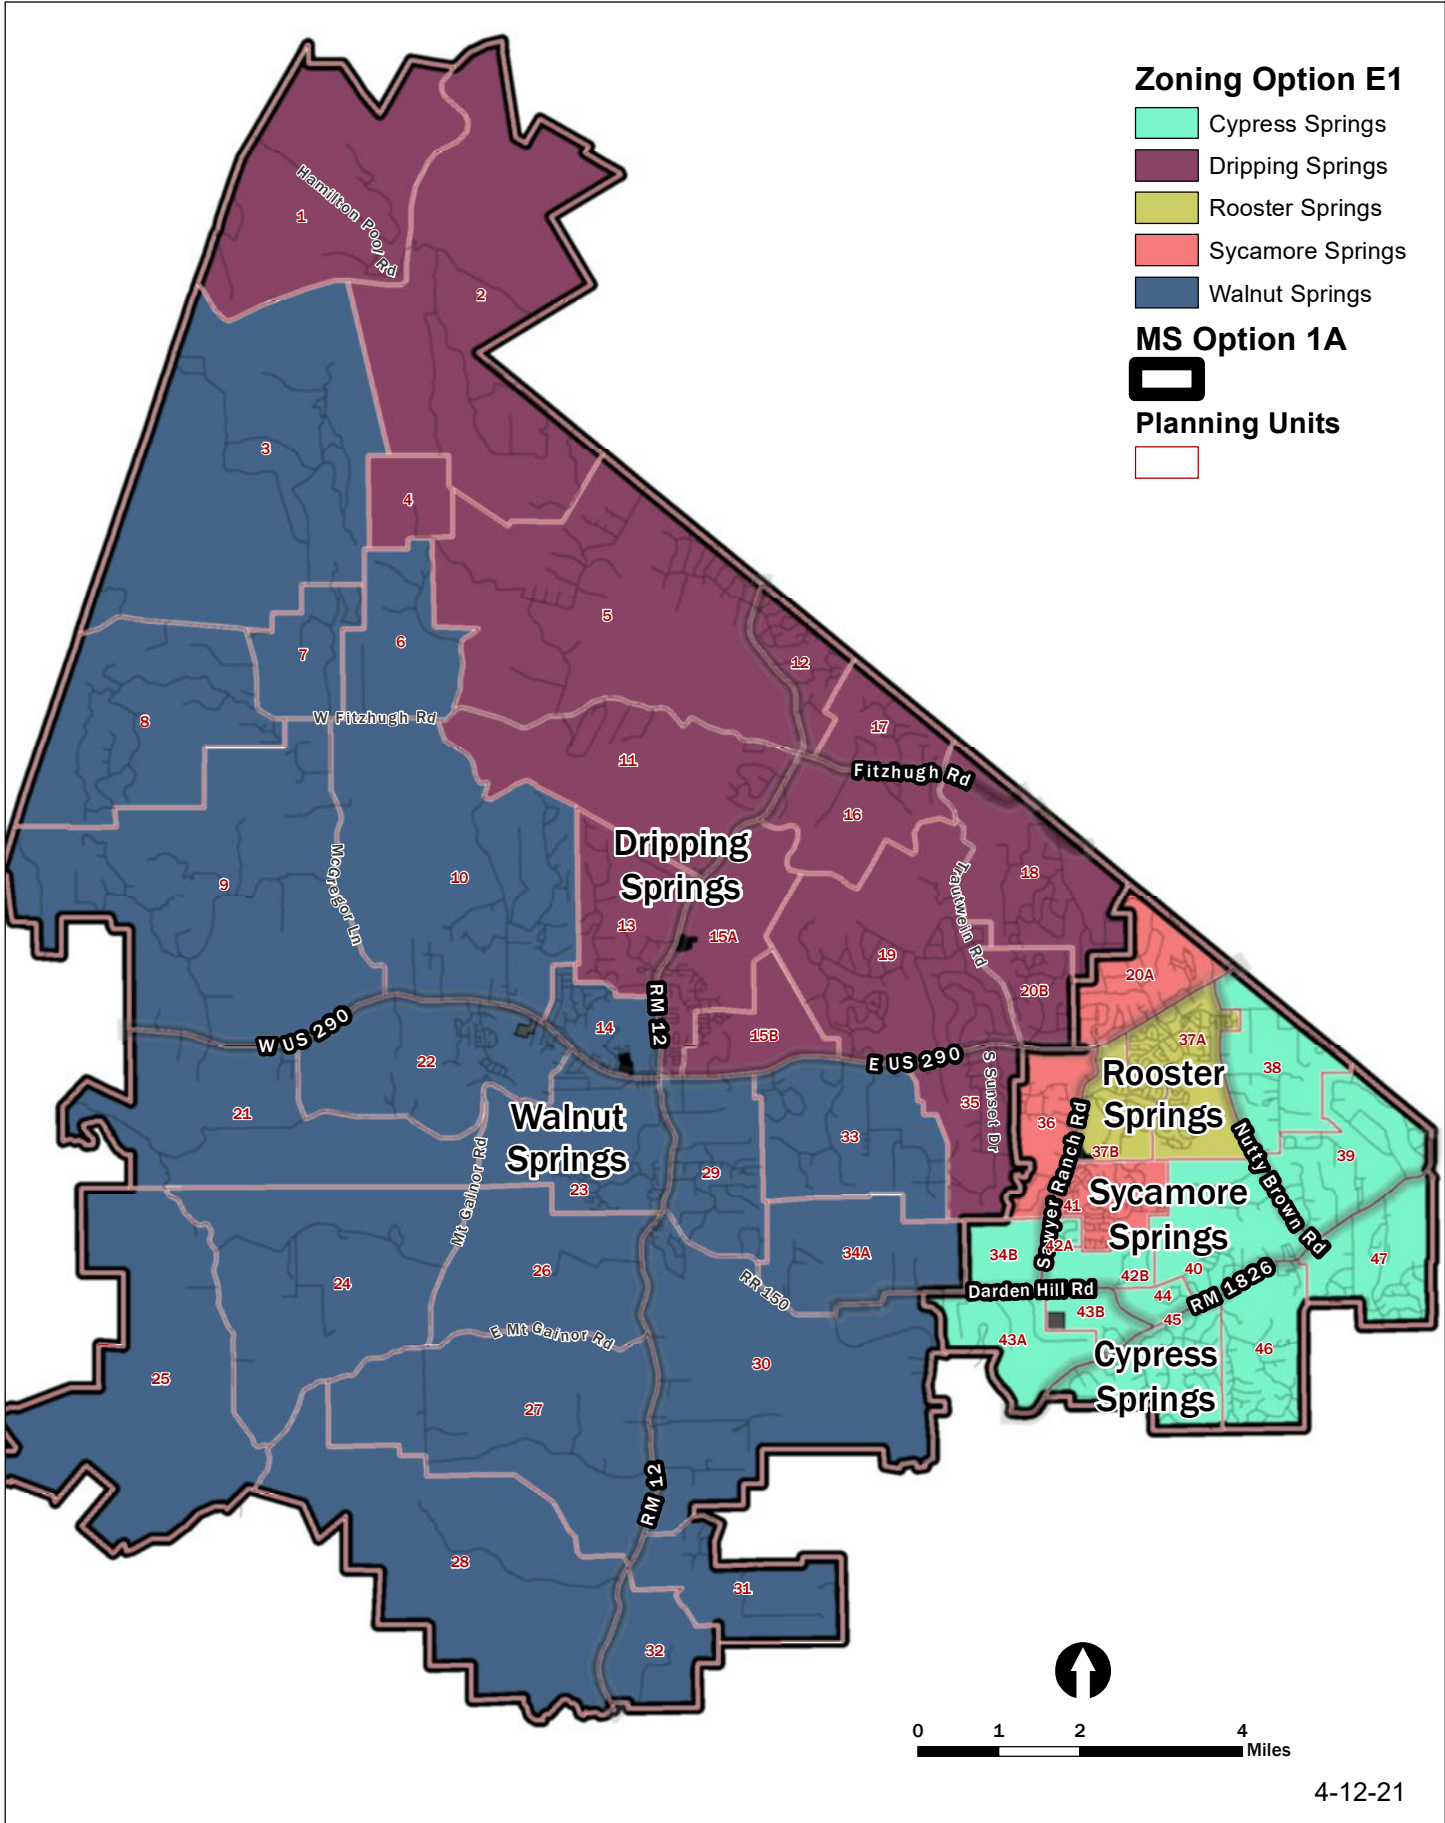 Zoning Option E1
Cypress Springs
Dripping Springs
Rooster Springs
Sycamore Springs
Walnut Springs
MS Option 1A
Planning Units
Hamilton Pool Rd
1
2
3
4
5
6
7
8
12
17
W Fitzhugh Rd
11
Fitzhugh Rd
16
Dripping
Springs
McGregor Ln
9
10
13
15A
19
Trautwein Rd
18
20A
20B
RM 12
W US 290
14
15B
E US 290
37A
22
Rooster
Springs
38
21
Walnut
Springs
33
35
S Sunset Dr
36
Sawyer Ranch Rd
37B
Nutty Brown Rd
39
Mt Gainor Rd
23
29
41
Sycamore
Springs
24
26
34A
34B
42A
42B
40
47
RR 150
Darden Hill Rd
44
RM 1826
43B
45
E Mt Gainor Rd
43A
46
25
30
Cypress
Springs
27
RM 12
28
31
32
0 1 2 4
Miles
4-12-21